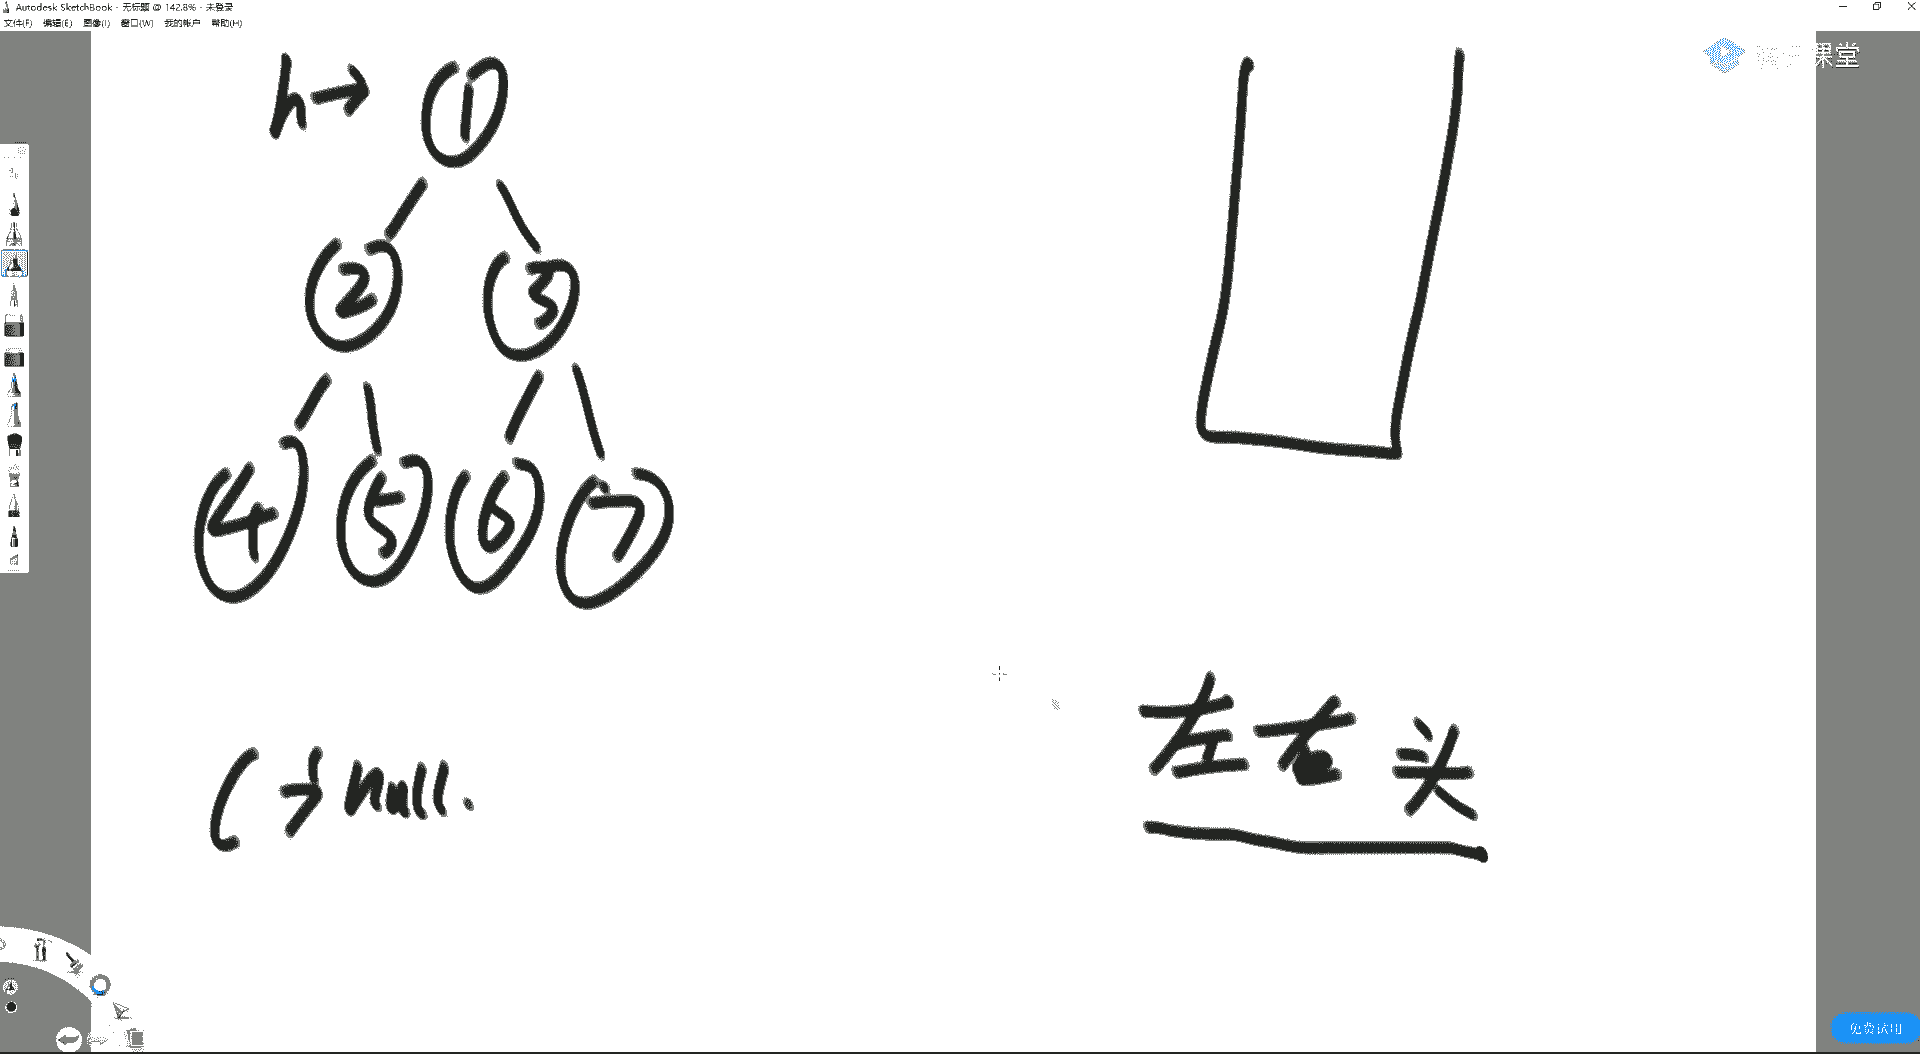 Autodesk SketchBook - 无标题 @ 142.8% - 未登录
文件(F) 编辑(E) 图像(I) 窗口(W) 我的帐户 帮助(H)
课堂
h→ 1
2 3
4 5 6 7
左右头
( → null.
免费试用